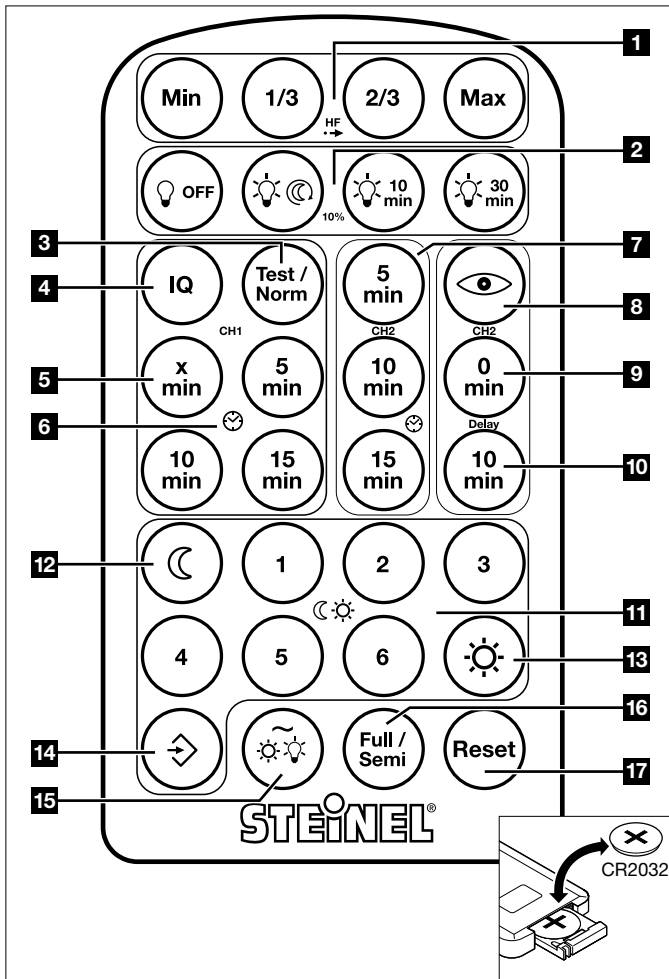 1
Min 1/3 2/3 Max
HF
2
OFF 10 min 30 min
10%
3
4
IQ
Test / Norm
5 min
7
8
CH1 CH2 CH2
5
x min
5 min
10 min
0 min
9
6
Delay
10 min
15 min
15 min
10 min
10
12
1 2 3
11
4 5 6
13
16
14
Full / Semi
Reset
17
15
STEINEL®
CR2032